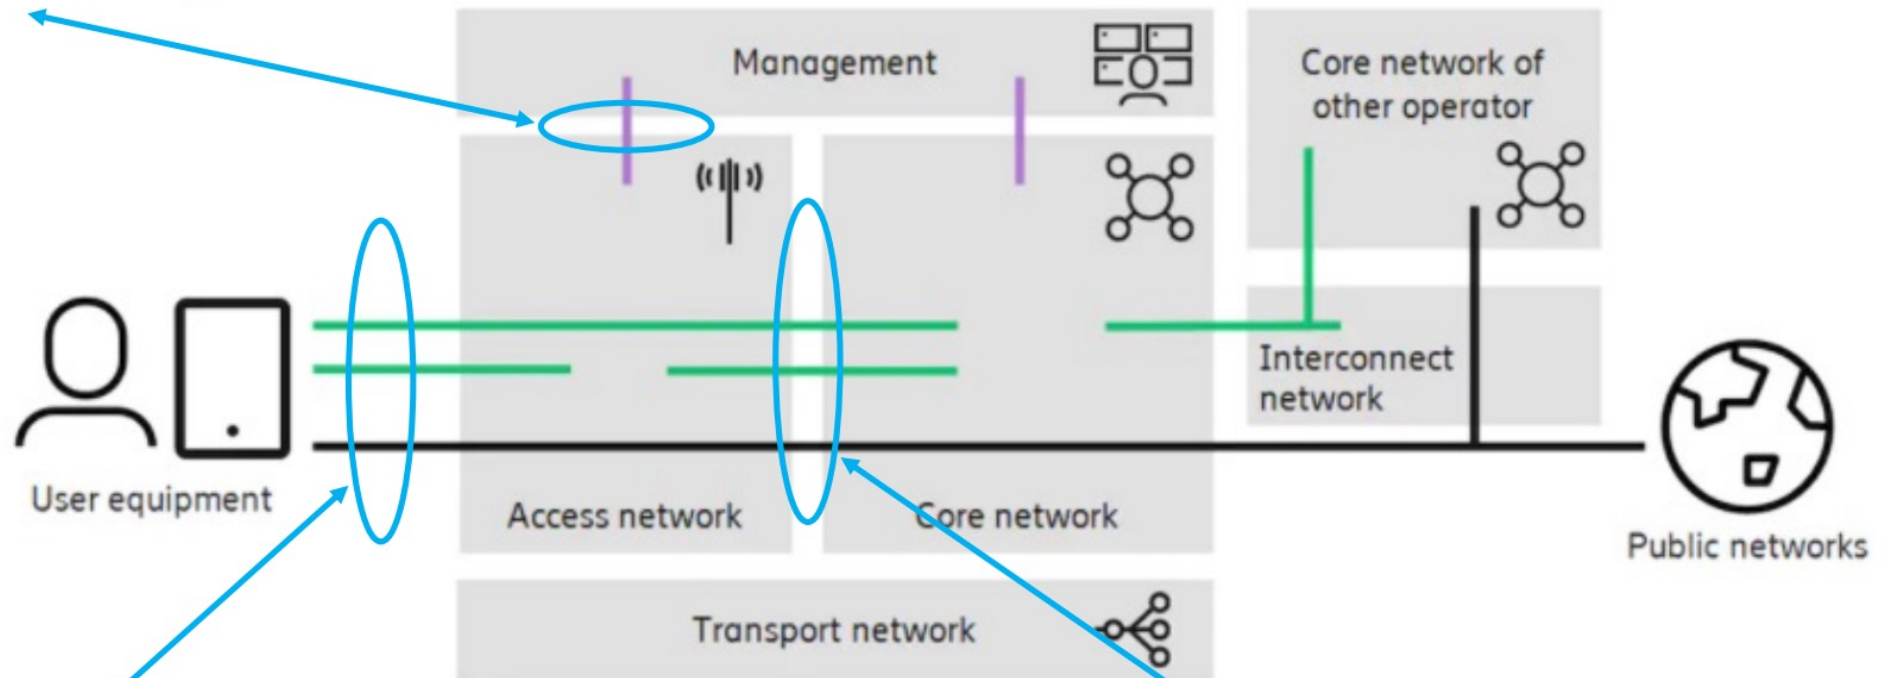 Management
Core network of
other operator
Interconnect
network
User equipment
Access network
Core network
Public networks
Transport network